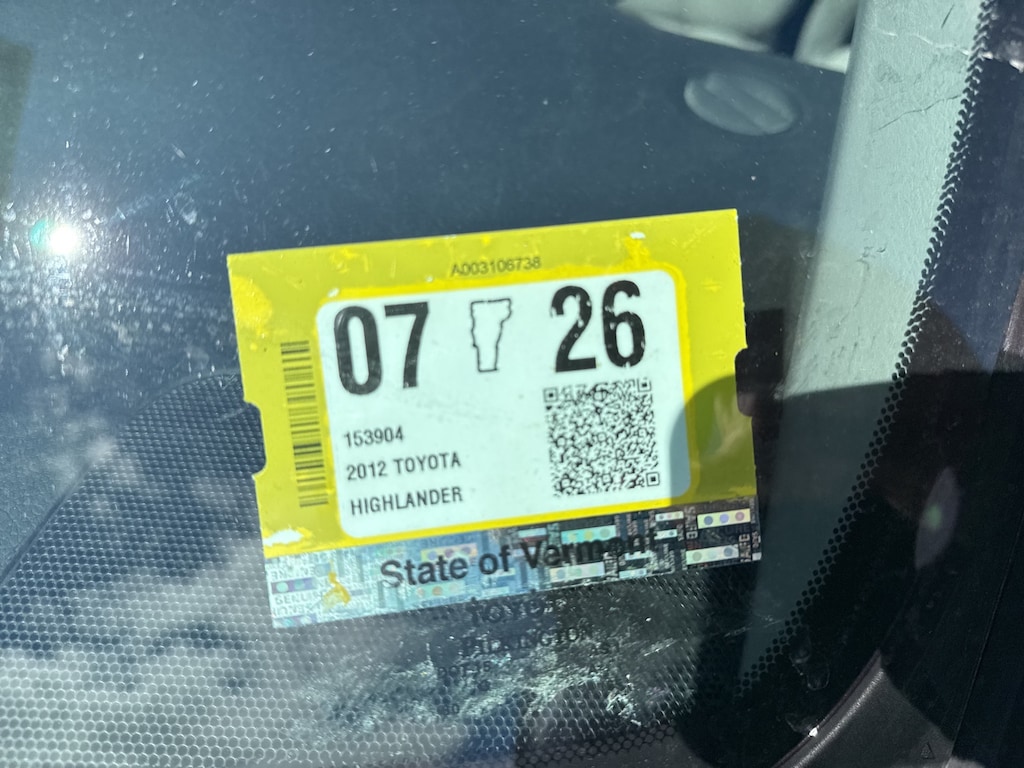 A003106738
07 26
153904
2012 TOYOTA
HIGHLANDER
State of Vermont